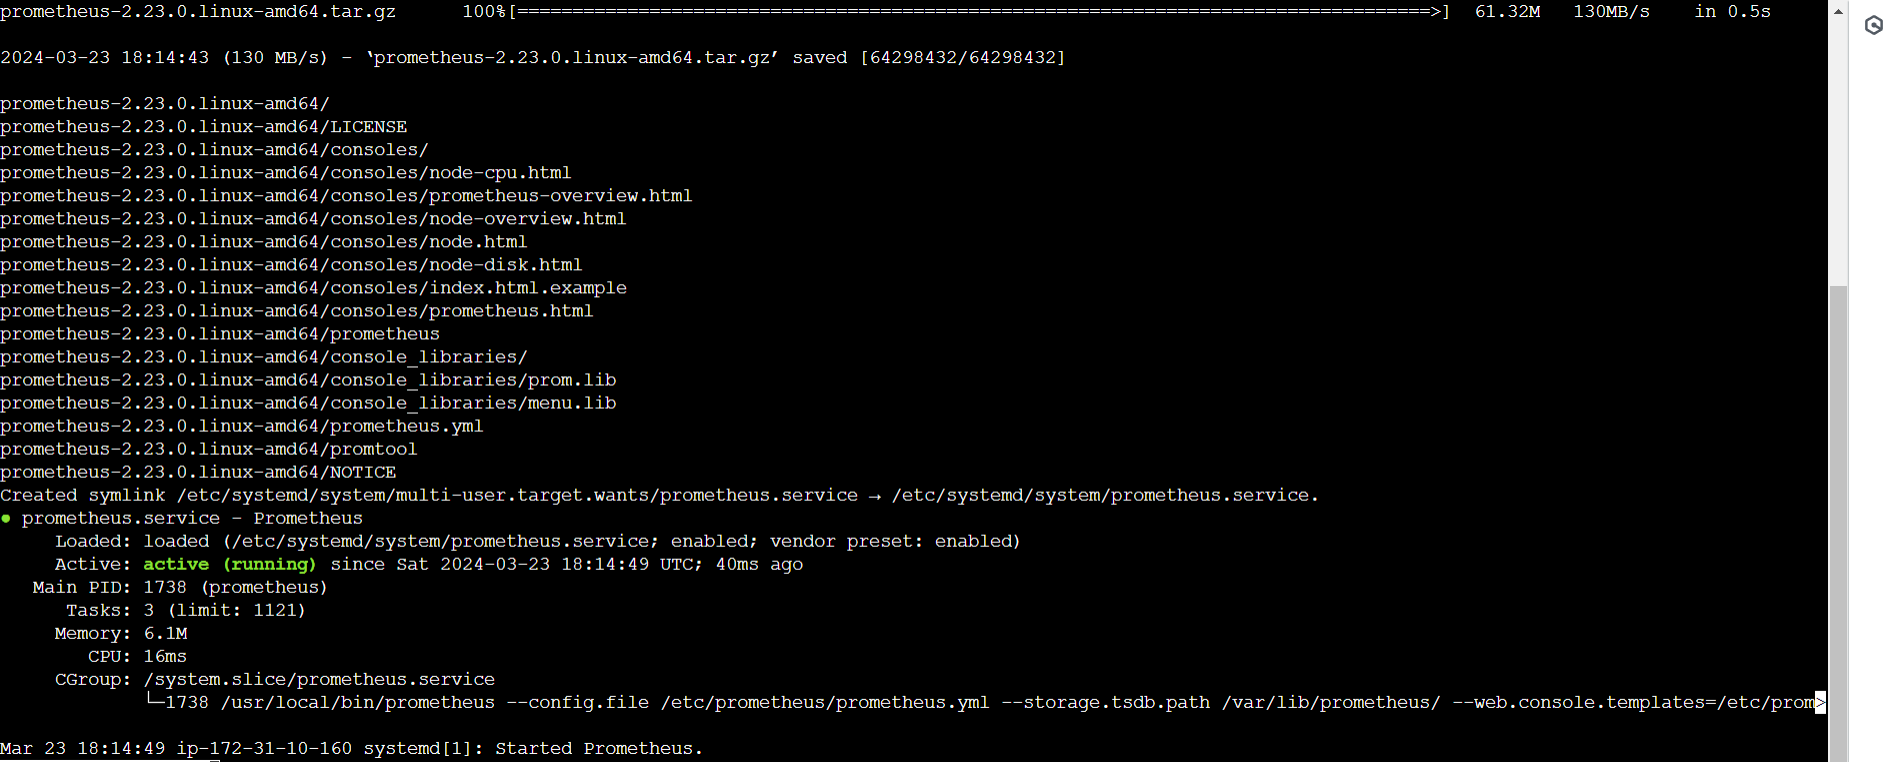 prometheus-2.23.0.linux-amd64.tar.gz      100%[===================================================================================>]  61.32M   130MB/s    in 0.5s
2024-03-23 18:14:43 (130 MB/s) - ‘prometheus-2.23.0.linux-amd64.tar.gz’ saved [64298432/64298432]
prometheus-2.23.0.linux-amd64/
prometheus-2.23.0.linux-amd64/LICENSE
prometheus-2.23.0.linux-amd64/consoles/
prometheus-2.23.0.linux-amd64/consoles/node-cpu.html
prometheus-2.23.0.linux-amd64/consoles/prometheus-overview.html
prometheus-2.23.0.linux-amd64/consoles/node-overview.html
prometheus-2.23.0.linux-amd64/consoles/node.html
prometheus-2.23.0.linux-amd64/consoles/node-disk.html
prometheus-2.23.0.linux-amd64/consoles/index.html.example
prometheus-2.23.0.linux-amd64/consoles/prometheus.html
prometheus-2.23.0.linux-amd64/prometheus
prometheus-2.23.0.linux-amd64/console_libraries/
prometheus-2.23.0.linux-amd64/console_libraries/prom.lib
prometheus-2.23.0.linux-amd64/console_libraries/menu.lib
prometheus-2.23.0.linux-amd64/prometheus.yml
prometheus-2.23.0.linux-amd64/promtool
prometheus-2.23.0.linux-amd64/NOTICE
Created symlink /etc/systemd/system/multi-user.target.wants/prometheus.service → /etc/systemd/system/prometheus.service.
● prometheus.service - Prometheus
     Loaded: loaded (/etc/systemd/system/prometheus.service; enabled; vendor preset: enabled)
     Active: active (running) since Sat 2024-03-23 18:14:49 UTC; 40ms ago
   Main PID: 1738 (prometheus)
      Tasks: 3 (limit: 1121)
     Memory: 6.1M
        CPU: 16ms
     CGroup: /system.slice/prometheus.service
             └─1738 /usr/local/bin/prometheus --config.file /etc/prometheus/prometheus.yml --storage.tsdb.path /var/lib/prometheus/ --web.console.templates=/etc/prom>
Mar 23 18:14:49 ip-172-31-10-160 systemd[1]: Started Prometheus.